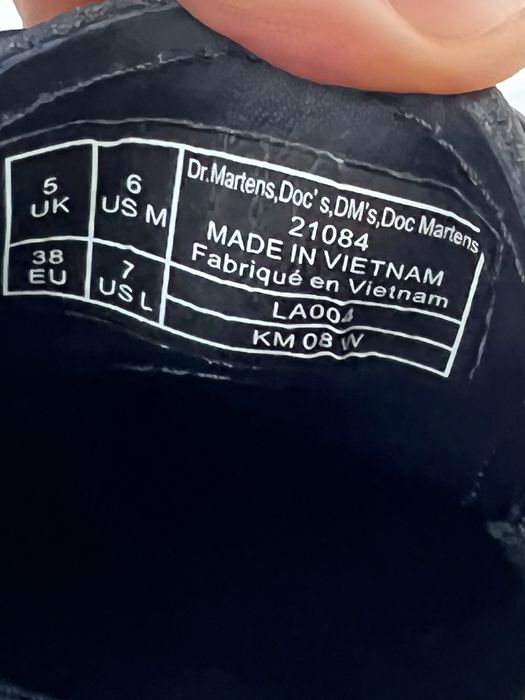 5
UK
6
US M
38
EU
7
US L
Dr.Martens,Doc's,DM's,Doc Martens
21084
MADE IN VIETNAM
Fabriqué en Vietnam
LA004
KM 08 W